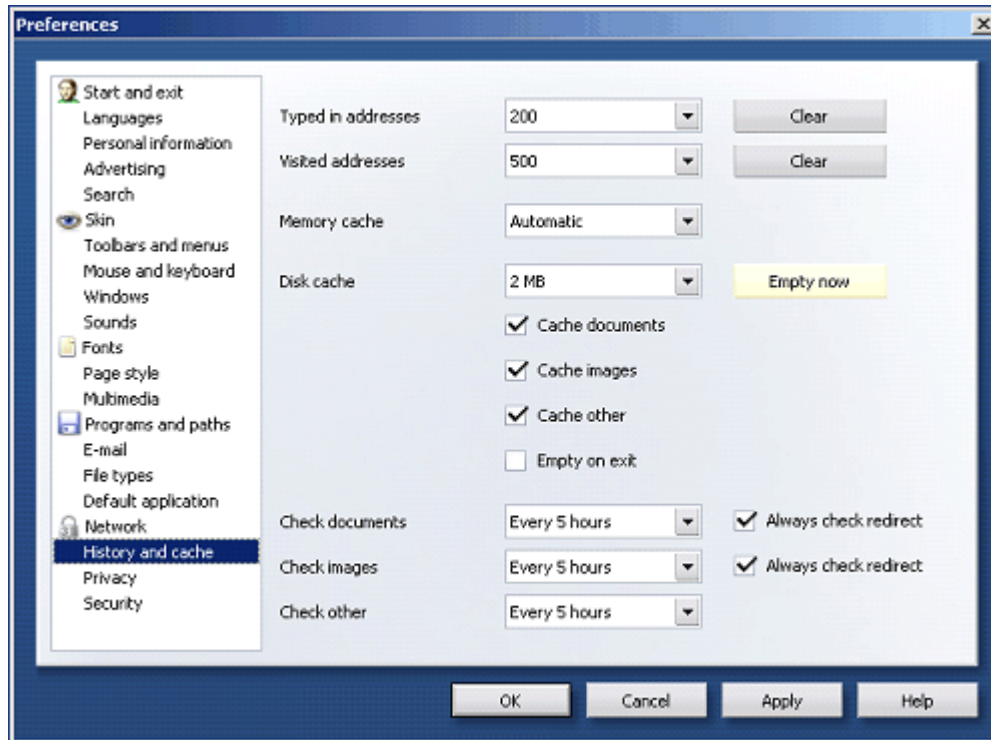 Preferences
Start and exit
Languages
Personal information
Advertising
Search
Skin
Toolbars and menus
Mouse and keyboard
Windows
Sounds
Fonts
Page style
Multimedia
Programs and paths
E-mail
File types
Default application
Network
History and cache
Privacy
Security
Typed in addresses 200 Clear
Visited addresses 500 Clear
Memory cache Automatic
Disk cache 2 MB Empty now
Cache documents
Cache images
Cache other
Empty on exit
Check documents Every 5 hours Always check redirect
Check images Every 5 hours Always check redirect
Check other Every 5 hours
OK Cancel Apply Help